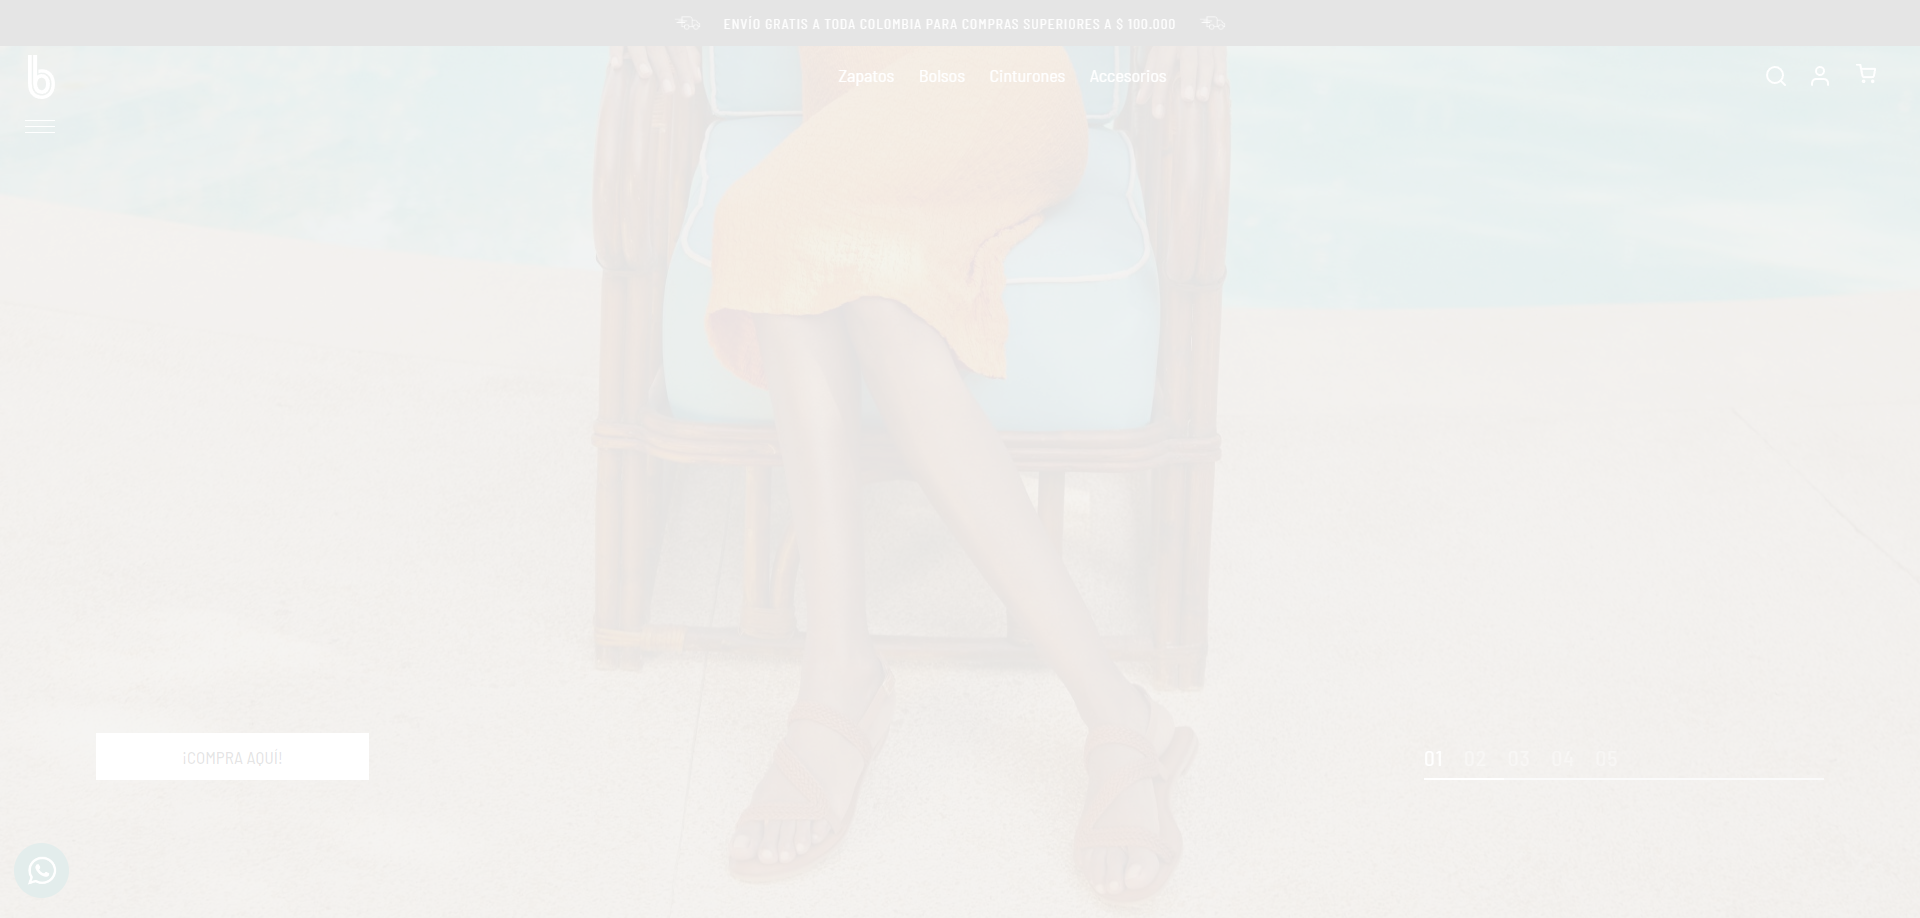 ENVÍO GRATIS A TODA COLOMBIA PARA COMPRAS SUPERIORES A $ 100.000
b
Zapatos Bolsos Cinturones Accesorios
¡COMPRA AQUÍ!
01 02 03 04 05